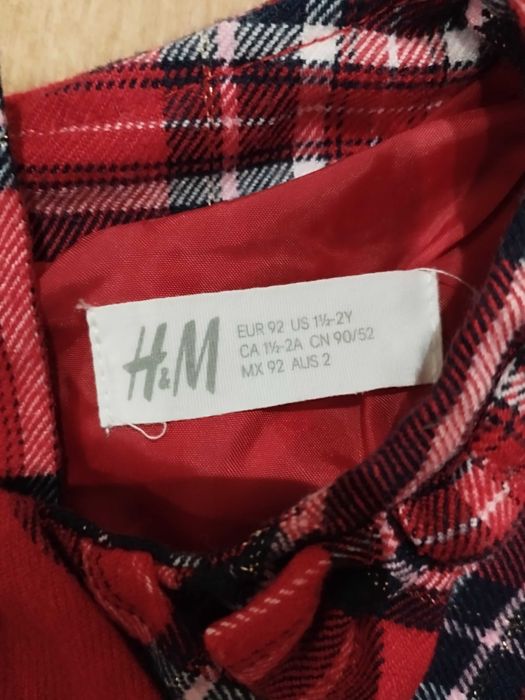 H&M
EUR 92 US 1½-2Y
CA 1½-2A CN 90/52
MX 92 AUS 2